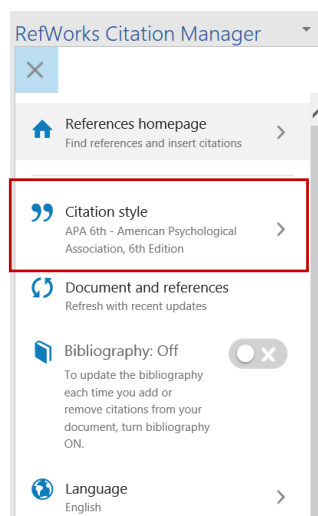 RefWorks Citation Manager
References homepage
Find references and insert citations
Citation style
APA 6th - American Psychological
Association, 6th Edition
Document and references
Refresh with recent updates
Bibliography: Off
To update the bibliography
each time you add or
remove citations from your
document, turn bibliography
ON.
Language
English